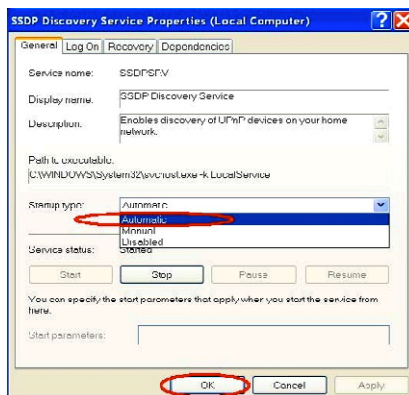 SSDP Discovery Service Properties (Local Computer)
General Log On Recovery Dependencies
Service name: SSDPSRV
Display name: SSDP Discovery Service
Description: Enables discovery of UPnP devices on your home
network.
Path to executable:
C:\WINDOWS\System32\svchost.exe -k LocalService
Startup type: Automatic
Automatic
Manual
Disabled
Service status: Started
Start Stop Pause Resume
You can specify the start parameters that apply when you start the service from
here.
Start parameters:
OK Cancel Apply